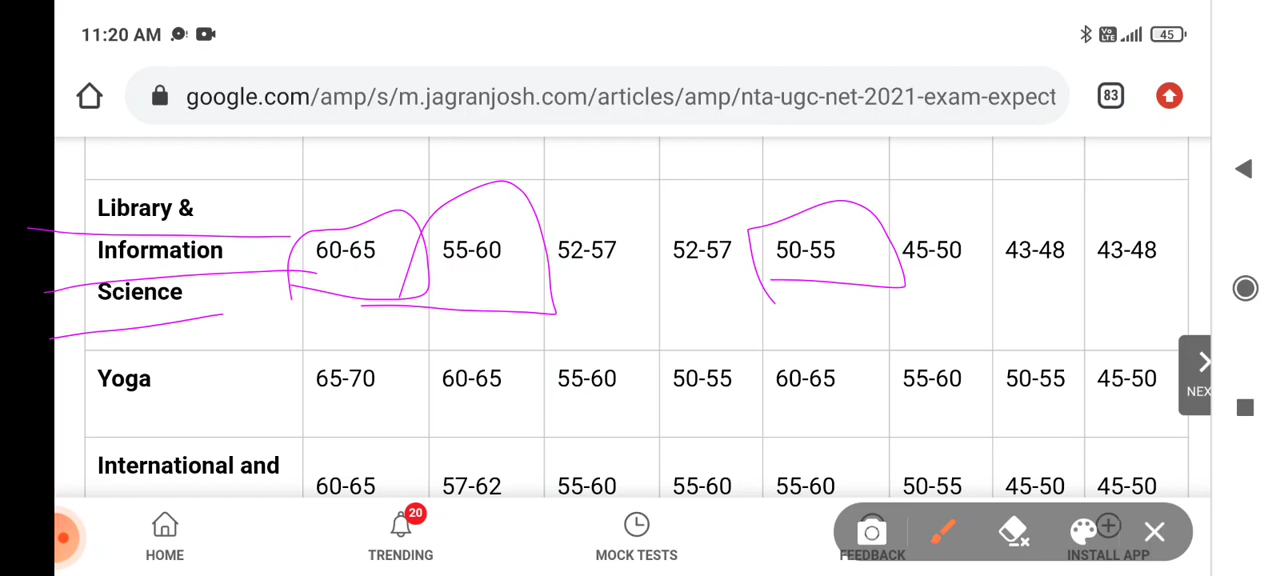 11:20 AM
VO LTE
45
google.com/amp/s/m.jagranjosh.com/articles/amp/nta-ugc-net-2021-exam-expect
83
Library &
Information
Science
60-65 55-60 52-57 52-57 50-55 45-50 43-48 43-48
Yoga 65-70 60-65 55-60 50-55 60-65 55-60 50-55 45-50
NEX
International and
60-65 57-62 55-60 55-60 55-60 50-55 45-50 45-50
20
HOME TRENDING MOCK TESTS FEEDBACK INSTALL APP